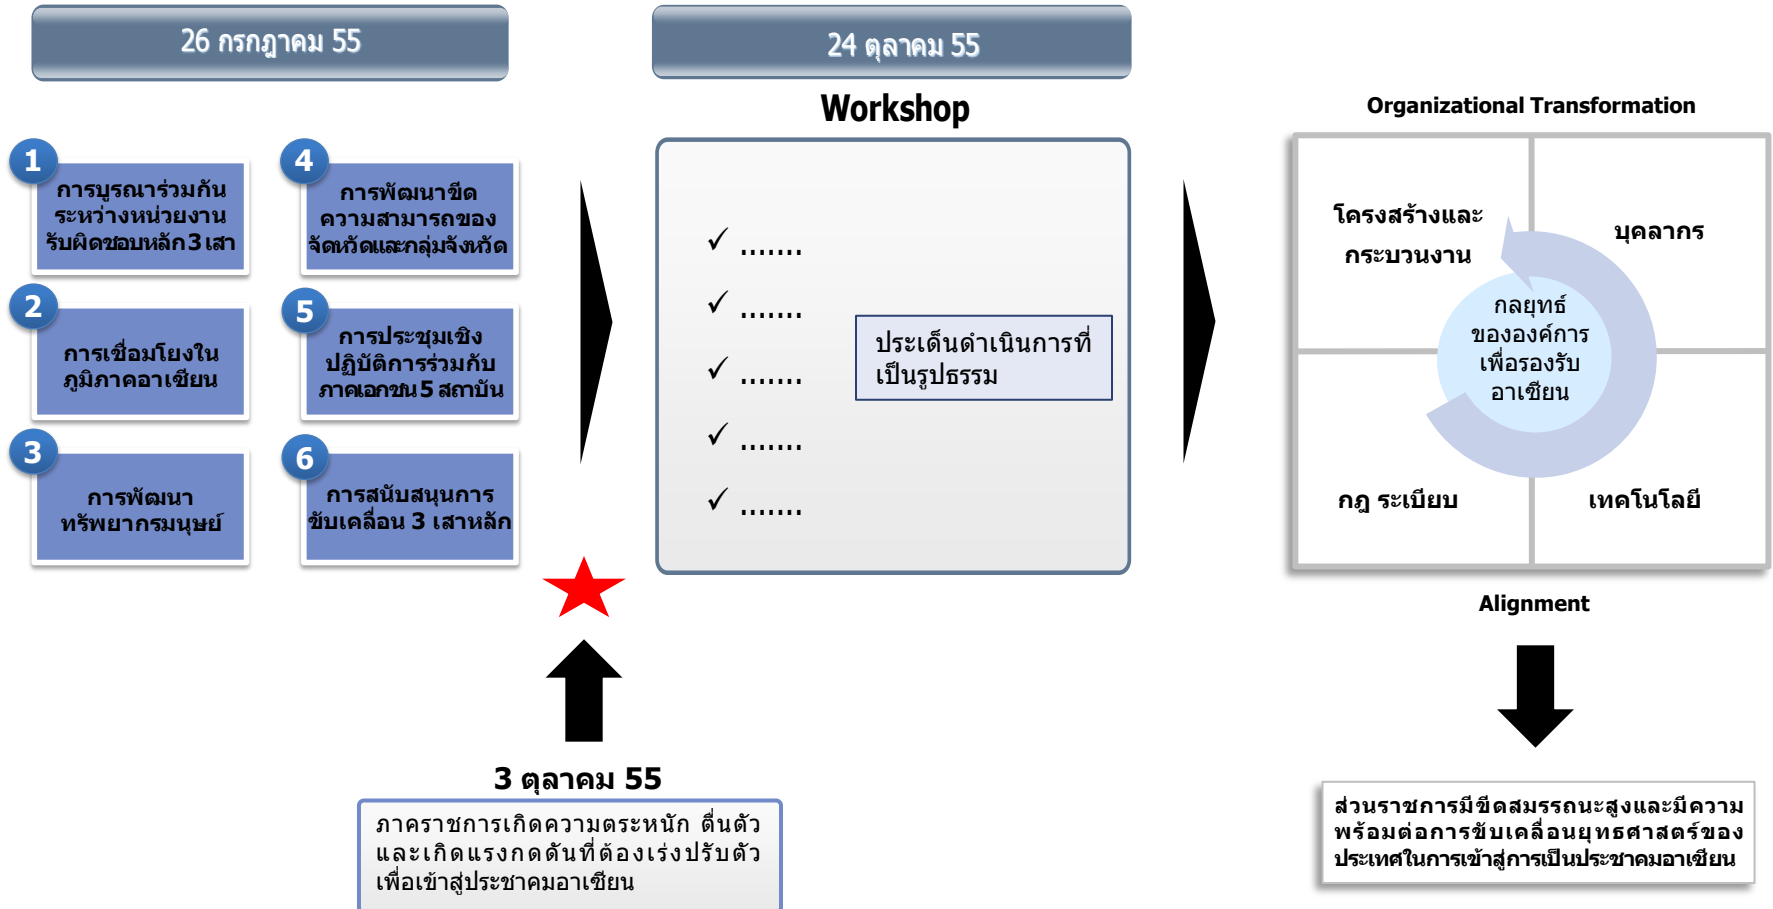 26 กรกฎาคม 55
1
การบูรณาร่วมกัน
ระหว่างหน่วยงาน
รับผิดชอบหลัก 3 เสา
2
การเชื่อมโยงใน
ภูมิภาคอาเซียน
3
การพัฒนา
ทรัพยากรมนุษย์
4
การพัฒนาขีด
ความสามารถของ
จัดหวัดและกลุ่มจังหวัด
5
การประชุมเชิง
ปฏิบัติการร่วมกับ
ภาคเอกชน 5 สถาบัน
6
การสนับสนุนการ
ขับเคลื่อน 3 เสาหลัก
3 ตุลาคม 55
ภาคราชการเกิดความตระหนัก ตื่นตัว
และเกิดแรงกดดันที่ต้องเร่งปรับตัว
เพื่อเข้าสู่ประชาคมอาเซียน
24 ตุลาคม 55
Workshop
✓ .......
✓ .......
✓ .......
✓ .......
✓ .......
ประเด็นดำเนินการที่
เป็นรูปธรรม
Organizational Transformation
โครงสร้างและ
กระบวนงาน
บุคลากร
กลยุทธ์
ขององค์การ
เพื่อรองรับ
อาเซียน
กฎ ระเบียบ
เทคโนโลยี
Alignment
ส่วนราชการมีขีดสมรรถนะสูงและมีความ
พร้อมต่อการขับเคลื่อนยุทธศาสตร์ของ
ประเทศในการเข้าสู่การเป็นประชาคมอาเซียน